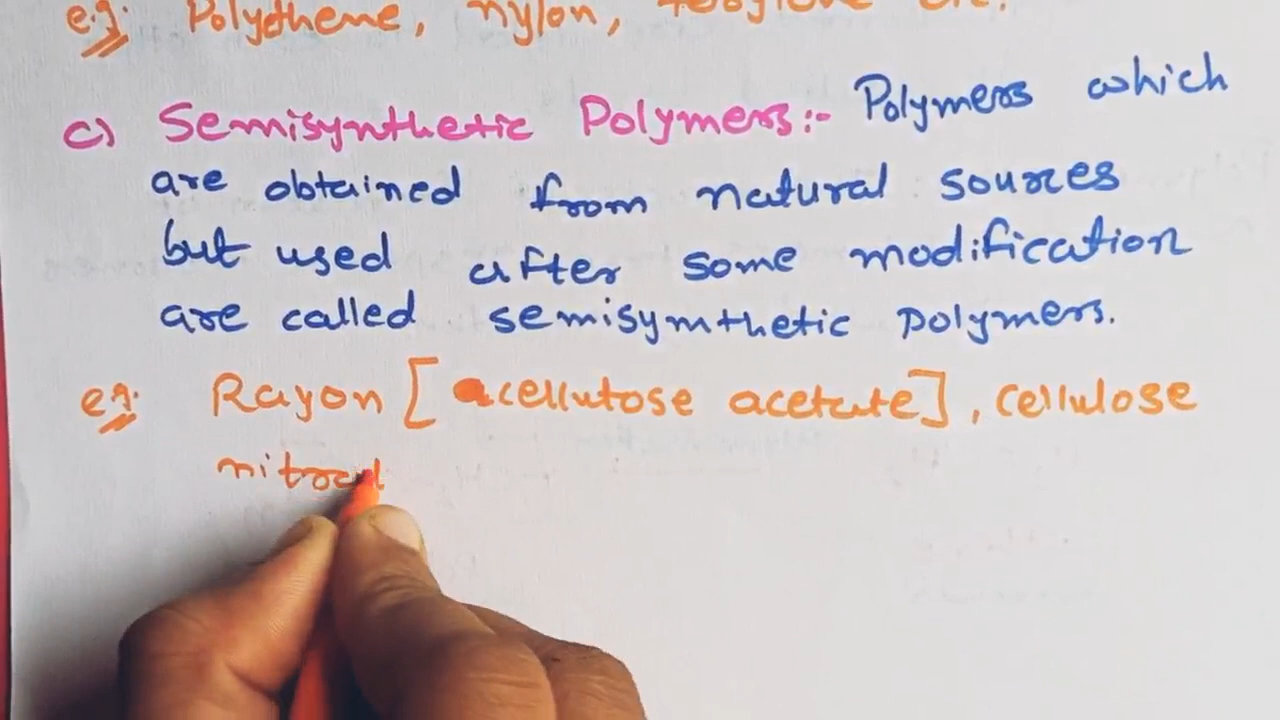 e.g. Polythene, nylon,
c) Semisynthetic Polymers:- Polymers which
are obtained from natural sources
but used after some modification
are called semisynthetic polymers.
eg. Rayon [cellulose acetate], cellulose